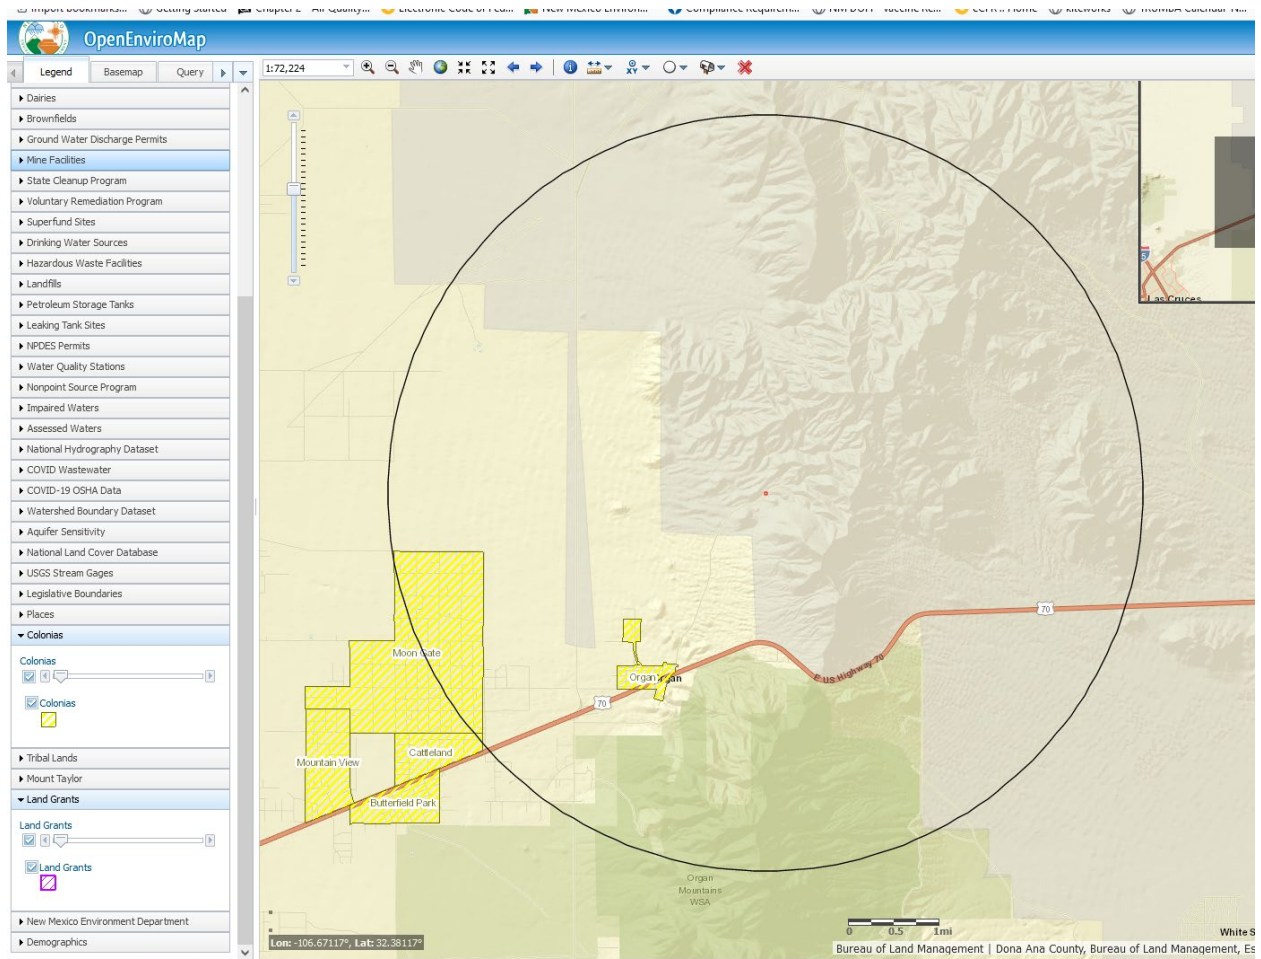 OpenEnviroMap
Legend Basemap Query
1:72,224
Dairies
Brownfields
Ground Water Discharge Permits
Mine Facilities
State Cleanup Program
Voluntary Remediation Program
Superfund Sites
Drinking Water Sources
Hazardous Waste Facilities
Landfills
Petroleum Storage Tanks
Leaking Tank Sites
NPDES Permits
Water Quality Stations
Nonpoint Source Program
Impaired Waters
Assessed Waters
National Hydrography Dataset
COVID Wastewater
COVID-19 OSHA Data
Watershed Boundary Dataset
Aquifer Sensitivity
National Land Cover Database
USGS Stream Gages
Legislative Boundaries
Places
Colonias
Colonias
Colonias
Tribal Lands
Mount Taylor
Land Grants
Land Grants
Land Grants
New Mexico Environment Department
Demographics
Las Cruces
70
Moon Gate
Organ
E US Highway 70
70
Cattleland
Mountain View
Butterfield Park
Organ
Mountains
WSA
0 0.5 1mi
White S
Lon: -106.67117°, Lat: 32.38117°
Bureau of Land Management | Dona Ana County, Bureau of Land Management, Es